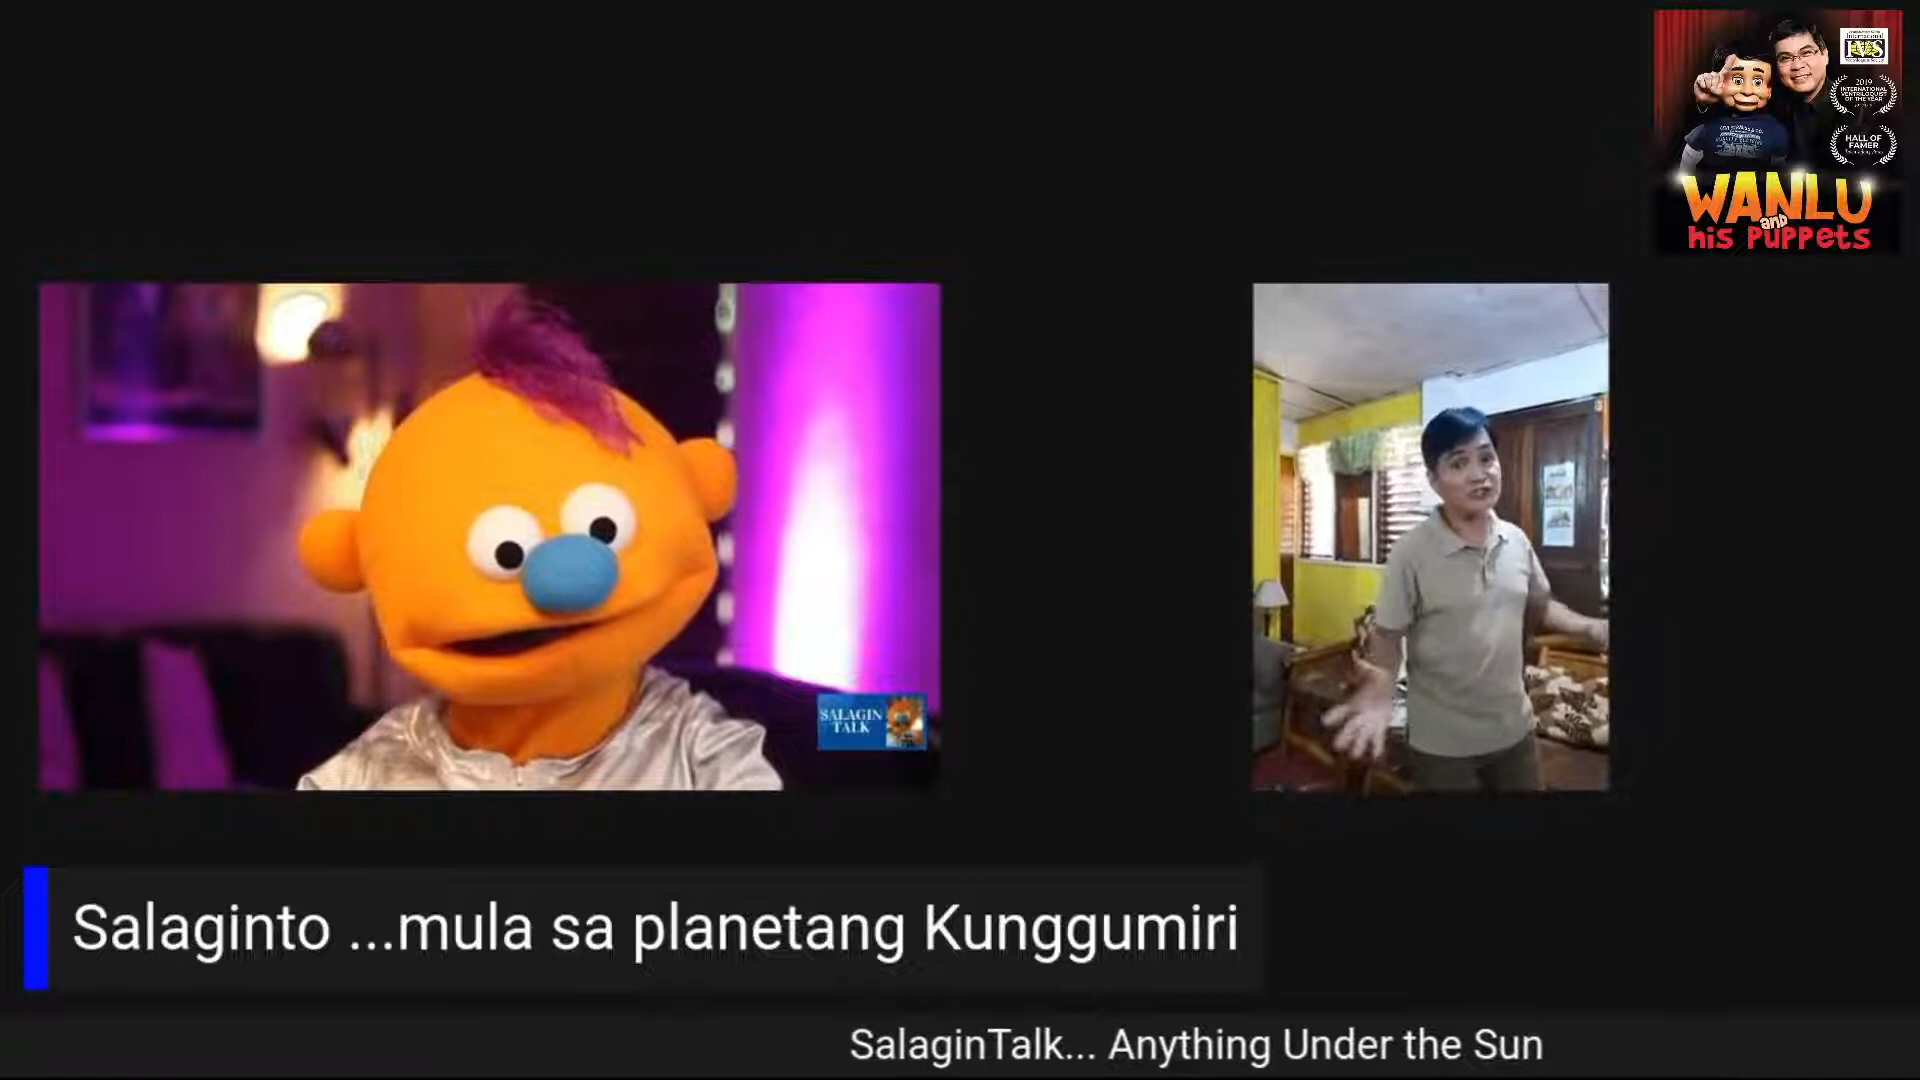 2019
INTERNATIONAL
VENTRILOQUIST
OF THE YEAR
HALL OF
FAMER
WANLU
and
his PUPPETS
SALAGIN
TALK
Salaginto ...mula sa planetang Kunggumiri
SalaginTalk... Anything Under the Sun